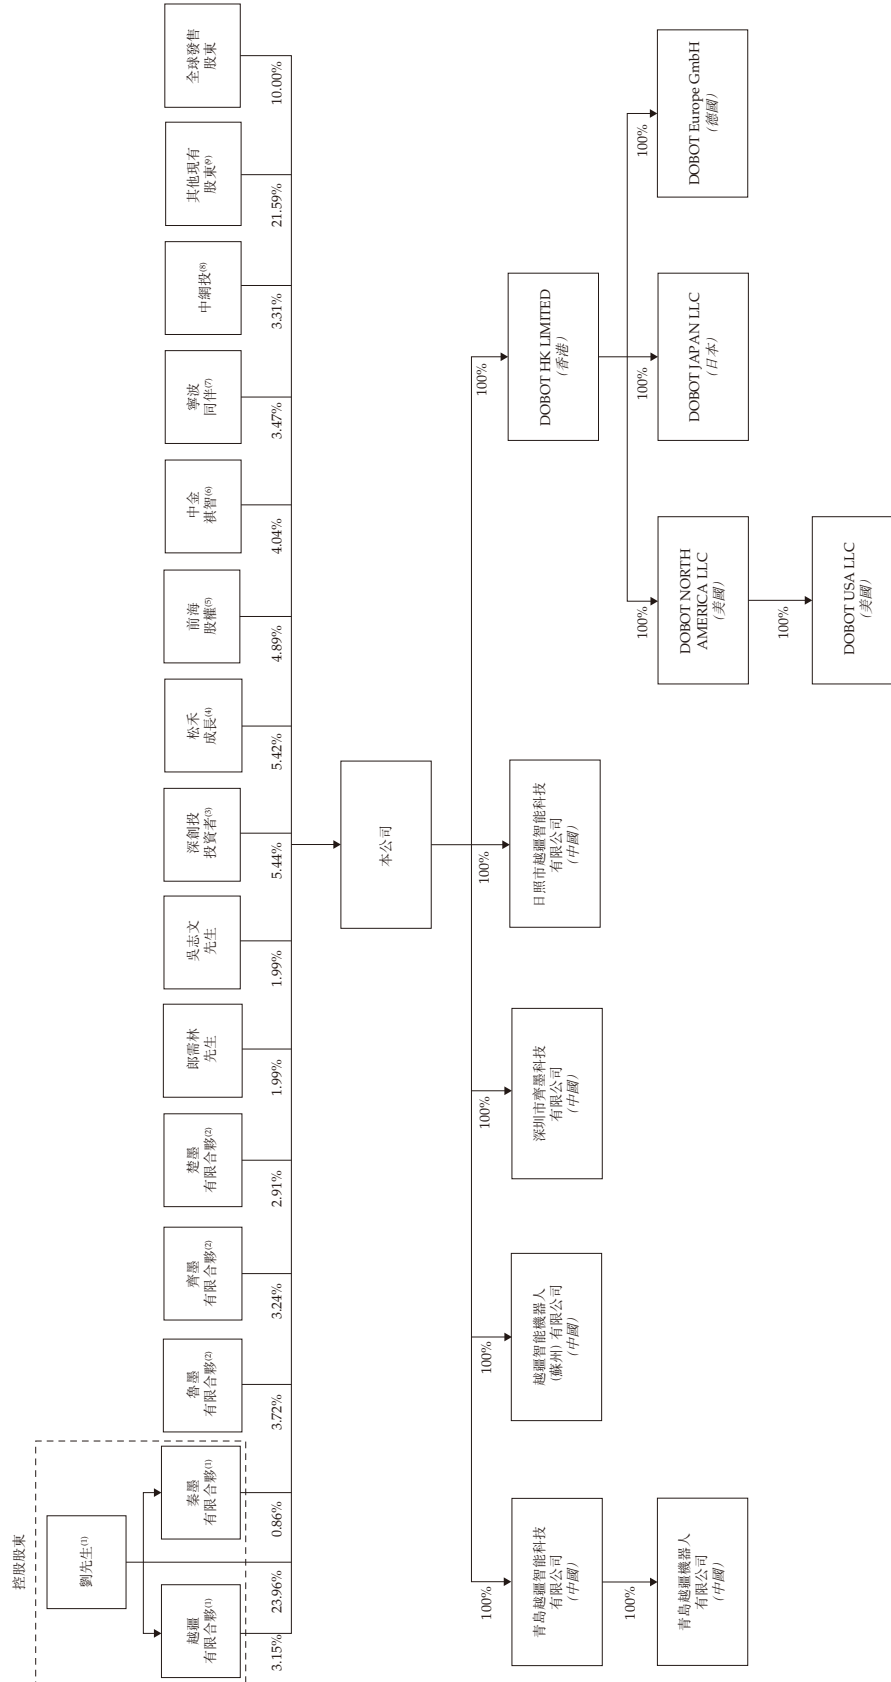 控股股東
劉先生(1)
越疆
有限合夥(1)
秦墨
有限合夥(1)
魯墨
有限合夥(2)
齊墨
有限合夥(2)
楚墨
有限合夥(2)
郎需林
先生
吳志文
先生
深創投
投資者(3)
松禾
成長(4)
前海
股權(5)
中金
祺智(6)
寧波
同伴(7)
中網投(8)
其他現有
股東(9)
全球發售
股東
3.15%
23.96%
0.86%
3.72%
3.24%
2.91%
1.99%
1.99%
5.44%
5.42%
4.89%
4.04%
3.47%
3.31%
21.59%
10.00%
本公司
100%
100%
100%
100%
100%
青島越疆智能科技
有限公司
（中國）
越疆智能機器人
(蘇州) 有限公司
（中國）
深圳市齊墨科技
有限公司
（中國）
日照市越疆智能科技
有限公司
（中國）
DOBOT HK LIMITED
（香港）
100%
100%
100%
100%
青島越疆機器人
有限公司
（中國）
DOBOT NORTH
AMERICA LLC
（美國）
DOBOT JAPAN LLC
（日本）
DOBOT Europe GmbH
（德國）
100%
DOBOT USA LLC
（美國）